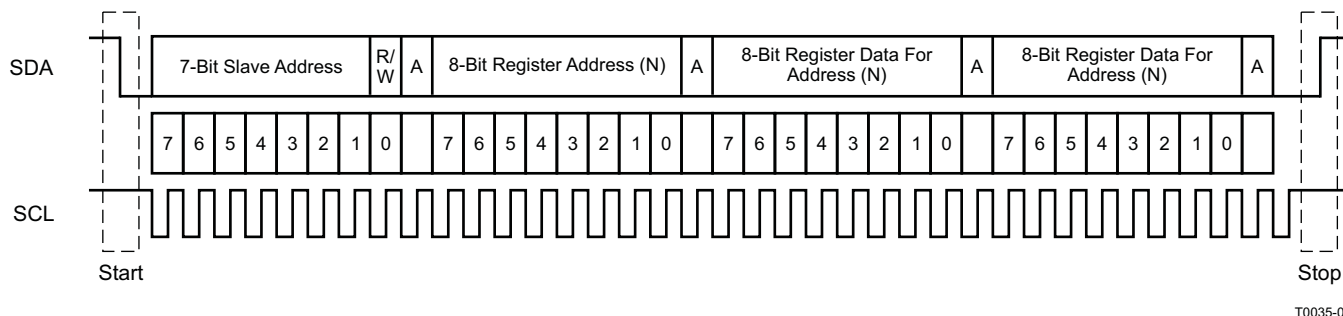 SDA
7-Bit Slave Address
R/
W
A
8-Bit Register Address (N)
A
8-Bit Register Data For
Address (N)
A
8-Bit Register Data For
Address (N)
A
7 6 5 4 3 2 1 0 7 6 5 4 3 2 1 0 7 6 5 4 3 2 1 0 7 6 5 4 3 2 1 0
SCL
Start
Stop